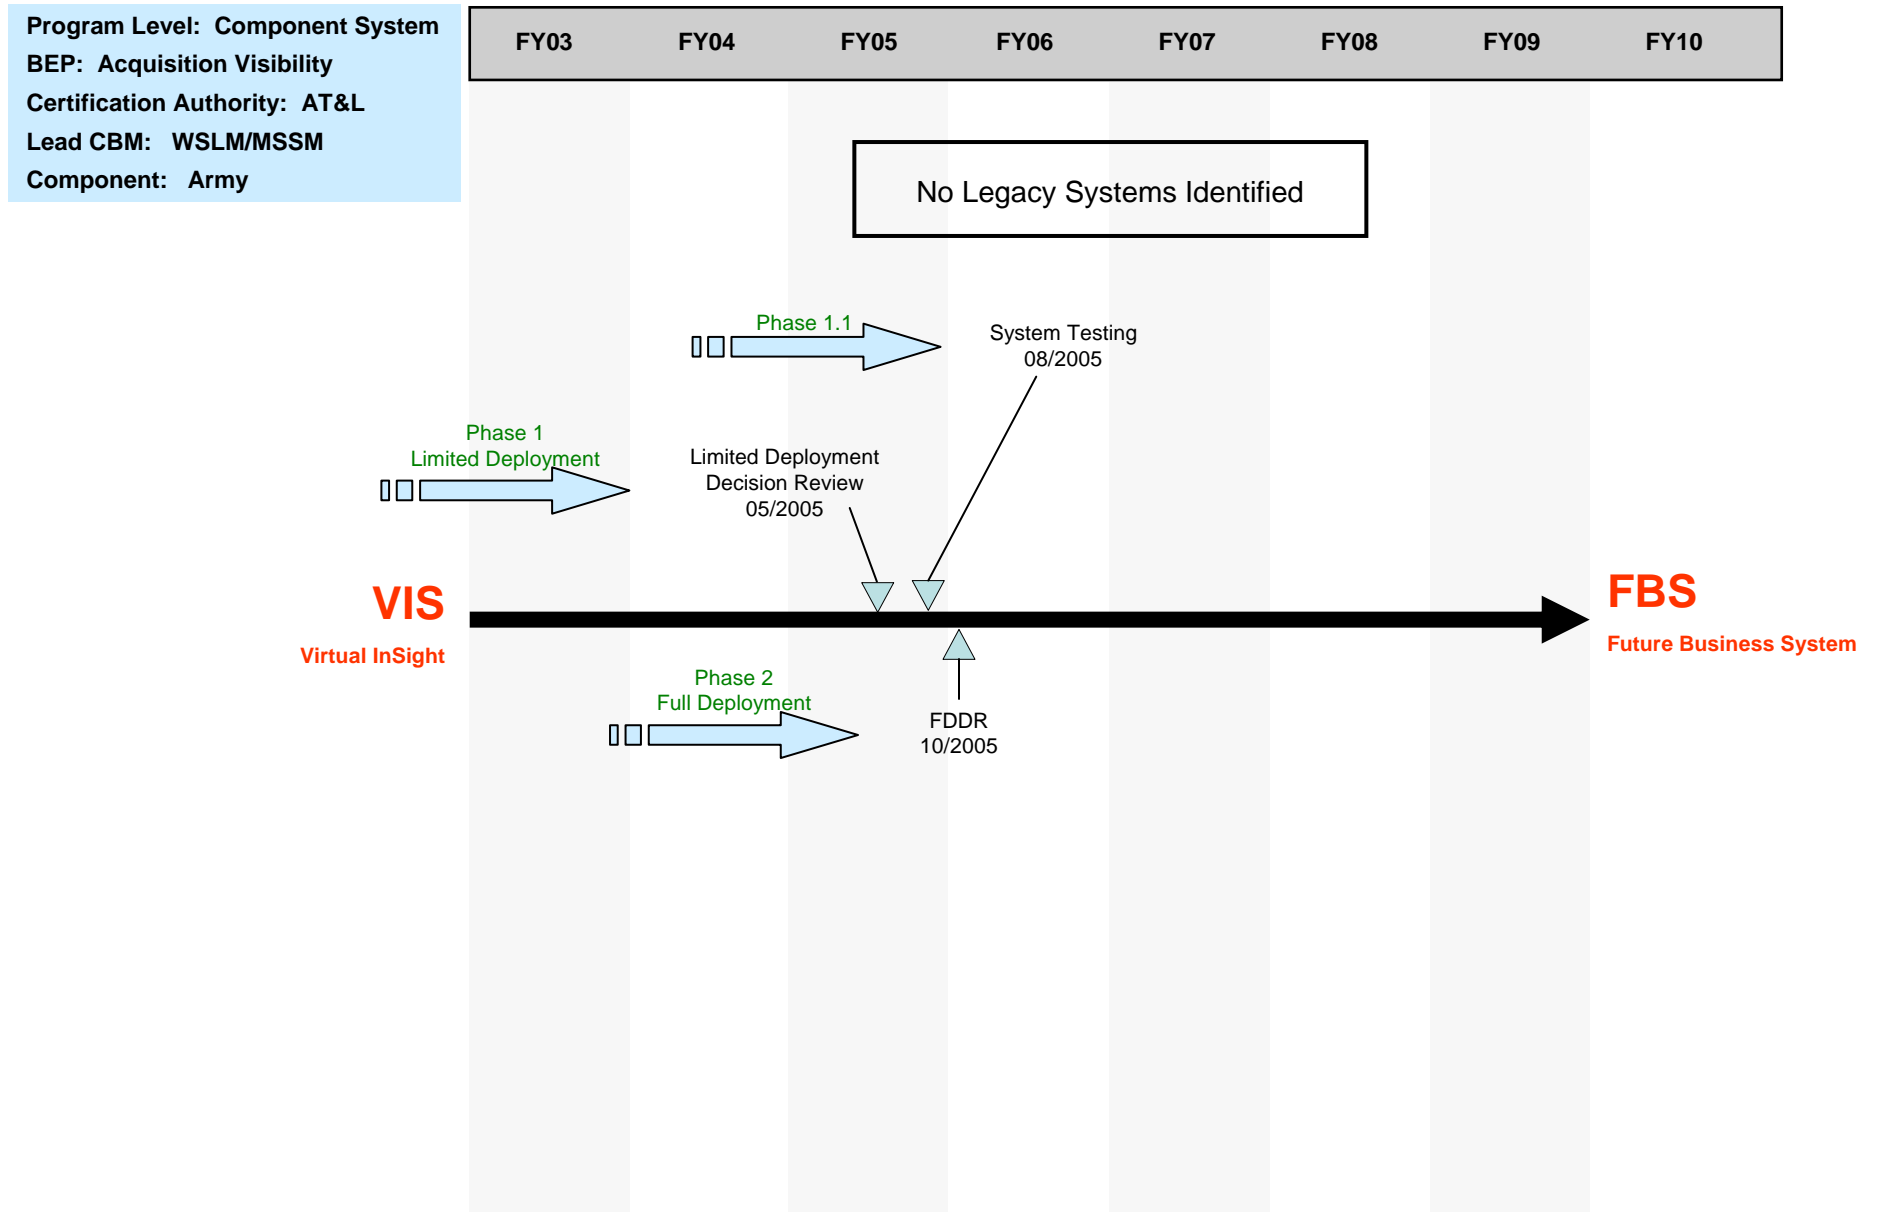 Program Level: Component System
BEP: Acquisition Visibility
Certification Authority: AT&L
Lead CBM: WSLM/MSSM
Component: Army
FY03 FY04 FY05 FY06 FY07 FY08 FY09 FY10
No Legacy Systems Identified
Phase 1.1
System Testing
08/2005
Phase 1
Limited Deployment
Limited Deployment
Decision Review
05/2005
VIS
Virtual InSight
FBS
Future Business System
Phase 2
Full Deployment
FDDR
10/2005